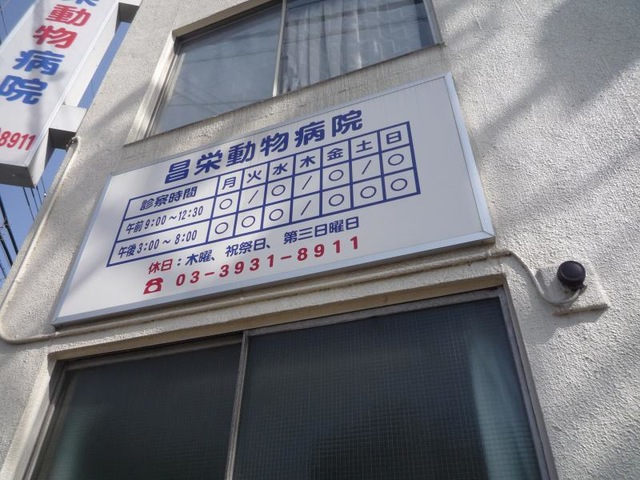 栄動物病院
8911
昌栄動物病院
診察時間 月 火 水 木 金 土 日
午前 9:00～12:30 ○ / ○ / ○ / ○
午後 3:00～8:00 ○ ○ ○ / ○ ○ ○
休日：木曜、祝祭日、第三日曜日
☎ 03-3931-8911